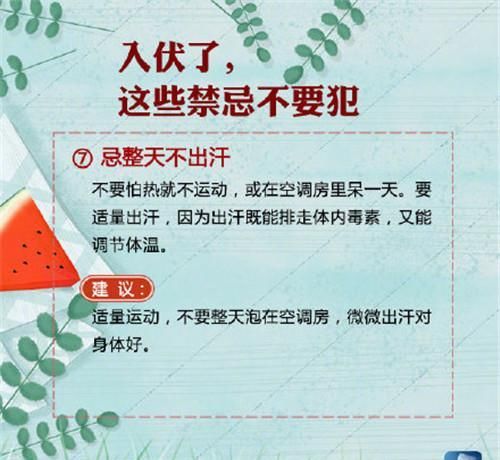 入伏了，
这些禁忌不要犯
⑦ 忌整天不出汗
不要怕热就不运动，或在空调房里呆一天。要
适量出汗，因为出汗既能排走体内毒素，又能
调节体温。
建议：
适量运动，不要整天泡在空调房，微微出汗对
身体好。